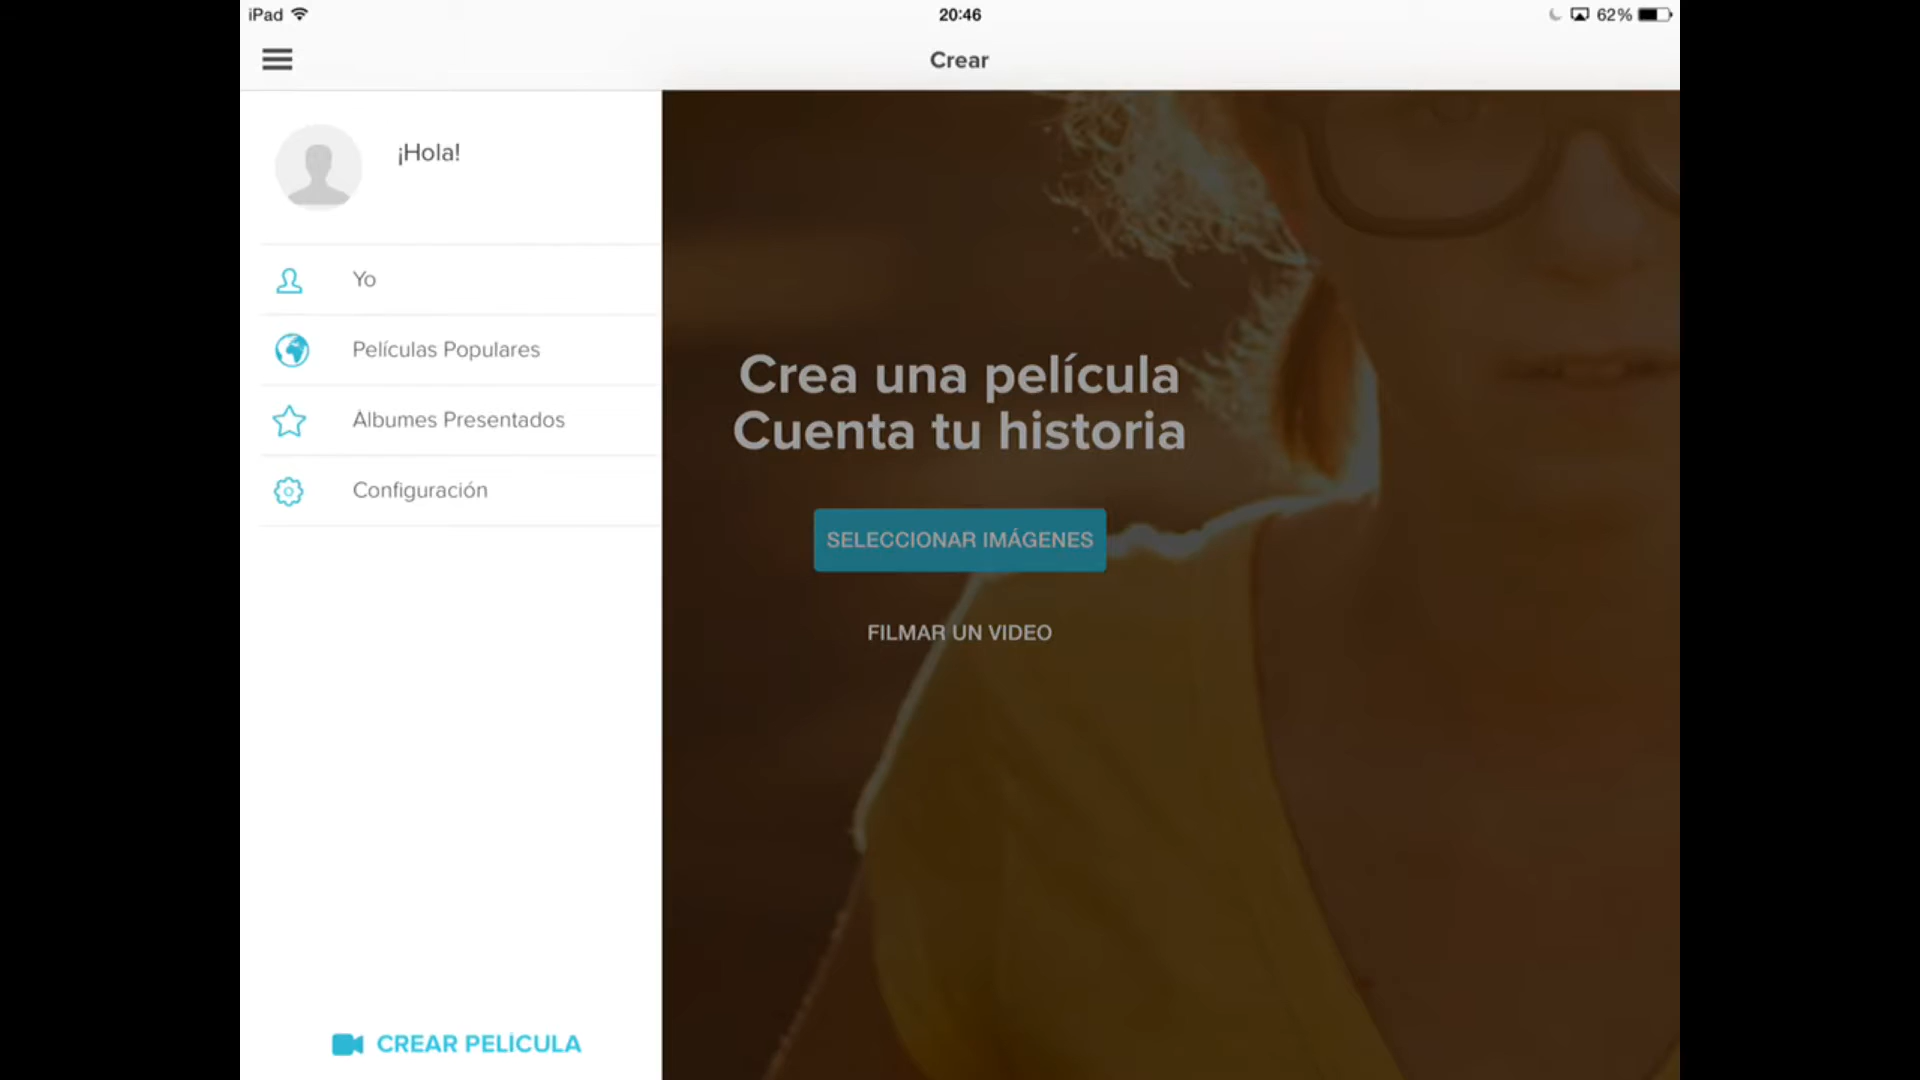 iPad 20:46 62%
Crear
¡Hola!
Yo
Películas Populares
Álbumes Presentados
Configuración
CREAR PELÍCULA
Crea una película
Cuenta tu historia
SELECCIONAR IMÁGENES
FILMAR UN VIDEO